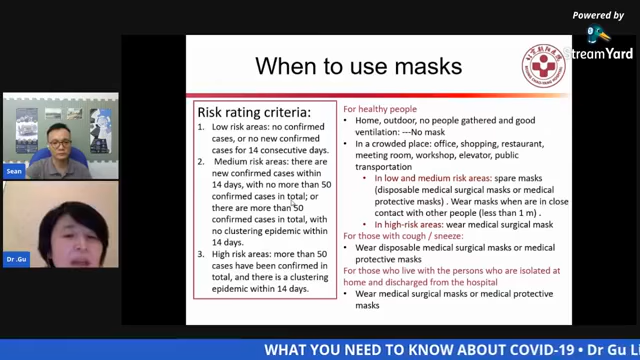 Powered by
StreamYard
When to use masks
Risk rating criteria:
1. Low risk areas: no confirmed
cases, or no new confirmed
cases for 14 consecutive days.
2. Medium risk areas: there are
new confirmed cases within
14 days, with no more than 50
confirmed cases in total; or
there are more than 50
confirmed cases in total, with
no clustering epidemic within
14 days.
3. High risk areas: more than 50
cases have been confirmed in
total, and there is a clustering
epidemic within 14 days.
For healthy people
• Home, outdoor, no people gathered and good
ventilation: ---No mask
• In a crowded place: office, shopping, restaurant,
meeting room, workshop, elevator, public
transportation
• In low and medium risk areas: spare masks
(disposable medical surgical masks or medical
protective masks) . Wear masks when are in close
contact with other people (less than 1 m) .
• In high-risk areas: wear medical surgical mask
For those with cough / sneeze:
• Wear disposable medical surgical masks or medical
protective masks
For those who live with the persons who are isolated at
home and discharged from the hospital
• Wear medical surgical masks or medical protective
masks
Sean
Dr .Gu
WHAT YOU NEED TO KNOW ABOUT COVID-19 • Dr Gu Li